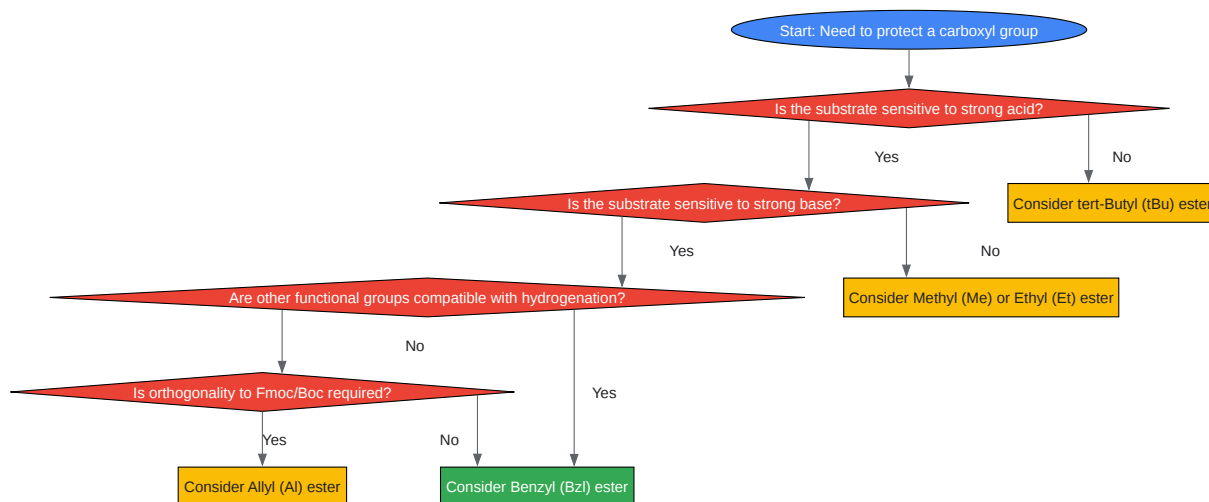 Start: Need to protect a carboxyl group
Is the substrate sensitive to strong acid?
Yes
No
Is the substrate sensitive to strong base?
Consider tert-Butyl (tBu) ester
Yes
No
Are other functional groups compatible with hydrogenation?
Consider Methyl (Me) or Ethyl (Et) ester
No
Is orthogonality to Fmoc/Boc required?
Yes
Yes
No
Consider Allyl (Al) ester
Consider Benzyl (Bzl) ester